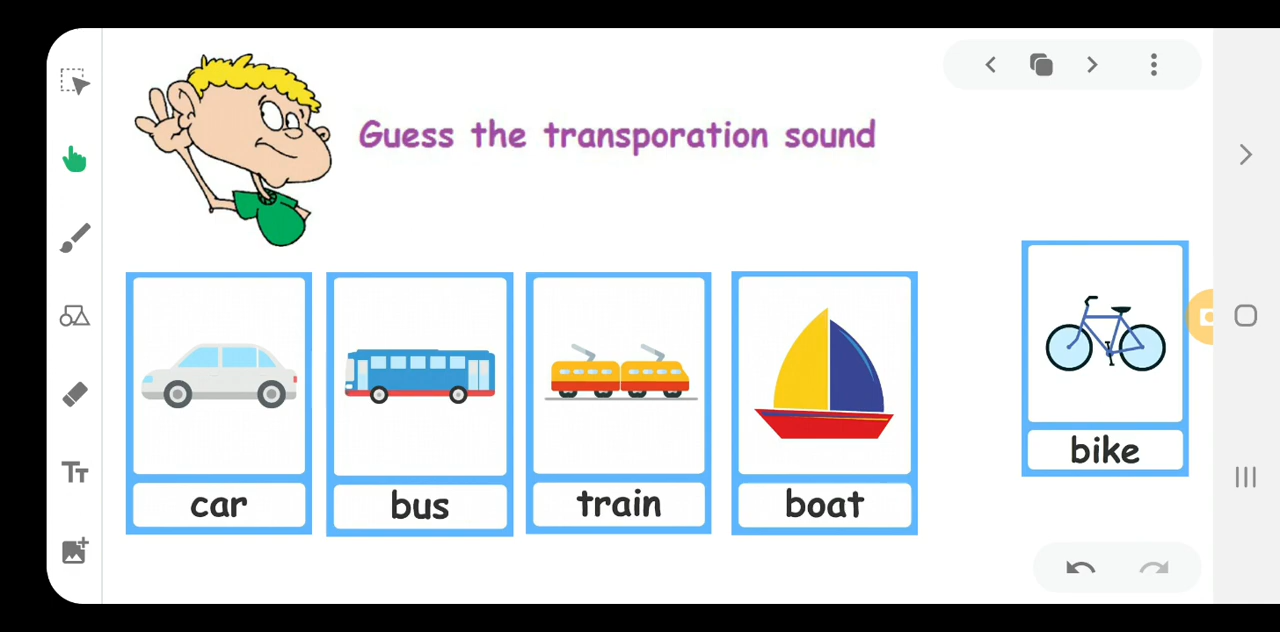 Guess the transporation sound
bike
car
bus
train
boat